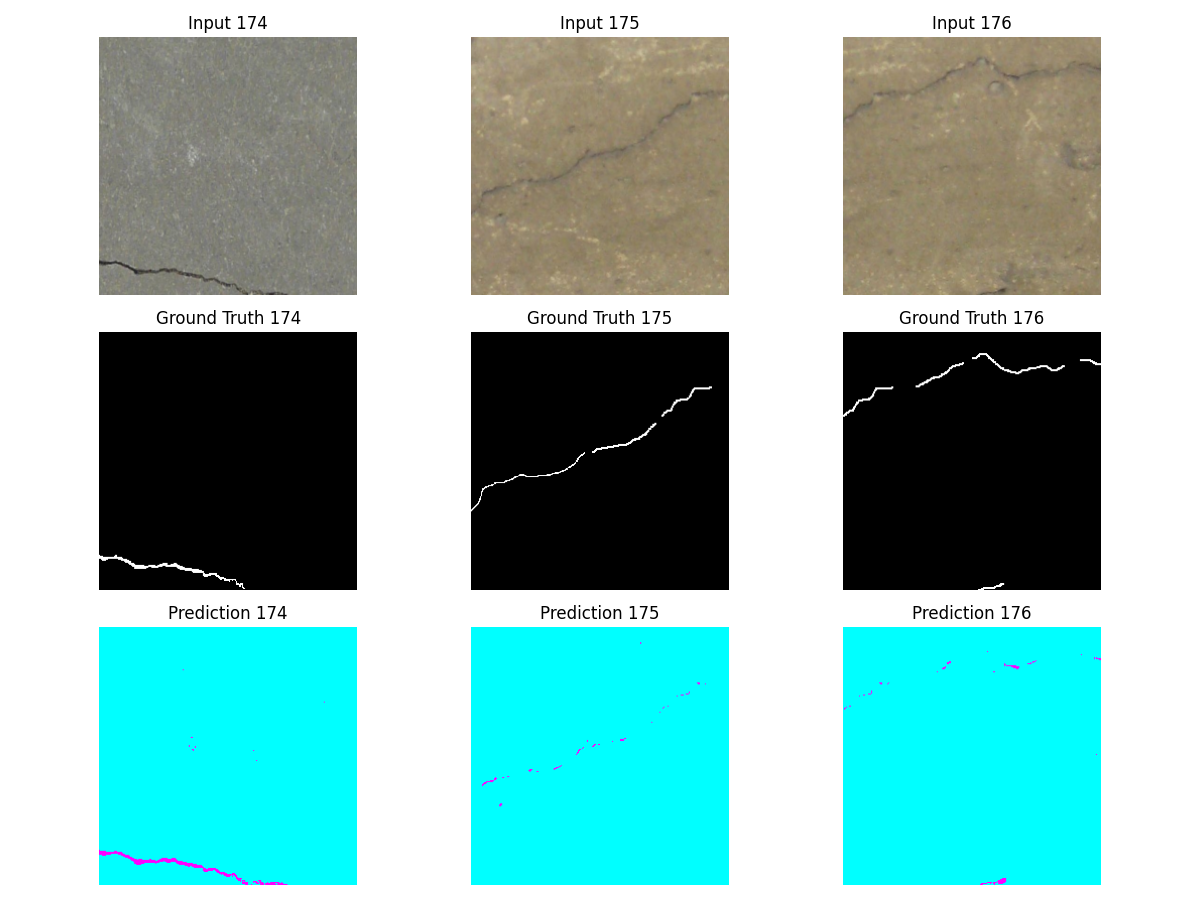 Input 174
Input 175
Input 176
Ground Truth 174
Ground Truth 175
Ground Truth 176
Prediction 174
Prediction 175
Prediction 176